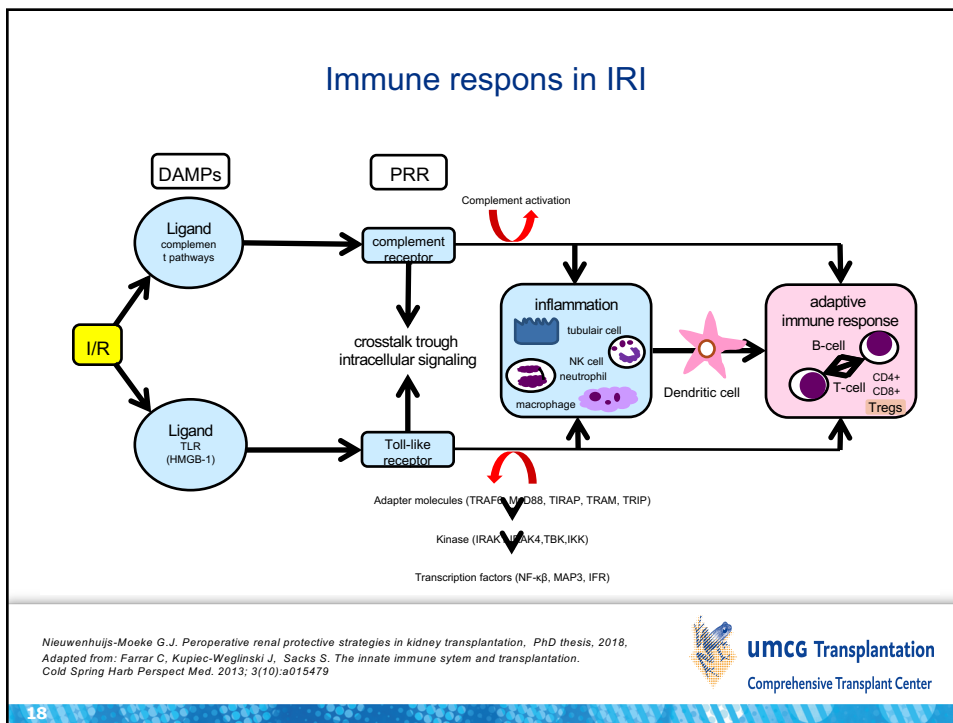 Immune respons in IRI
DAMPs
PRR
Complement activation
Ligand
complemen
t pathways
complement
receptor
I/R
crosstalk trough
intracellular signaling
inflammation
tubulair cell
NK cell
neutrophil
macrophage
Dendritic cell
adaptive
immune response
B-cell
T-cell
CD4+
CD8+
Tregs
Ligand
TLR
(HMGB-1)
Toll-like
receptor
Adapter molecules (TRAF6, MyD88, TIRAP, TRAM, TRIP)
Kinase (IRAK, IRAK4,TBK,IKK)
Transcription factors (NF-κβ, MAP3, IFR)
Nieuwenhuijs-Moeke G.J. Peroperative renal protective strategies in kidney transplantation, PhD thesis, 2018,
Adapted from: Farrar C, Kupiec-Weglinski J, Sacks S. The innate immune sytem and transplantation.
Cold Spring Harb Perspect Med. 2013; 3(10):a015479
umcg Transplantation
Comprehensive Transplant Center
18